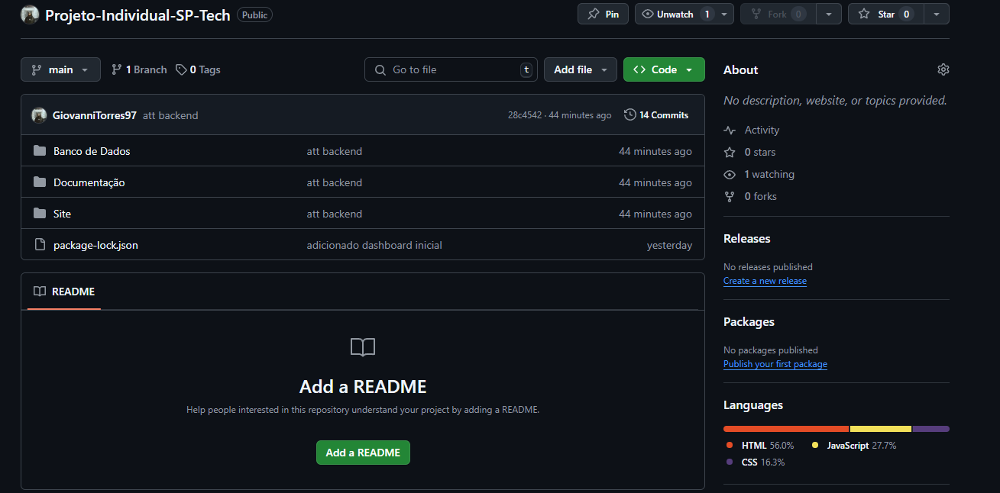 Projeto-Individual-SP-Tech Public Pin Unwatch 1 Fork 0 Star 0
main 1 Branch 0 Tags Go to file t Add file Code
GiovanniTorres97 att backend 28c4542 · 44 minutes ago 14 Commits
Banco de Dados att backend 44 minutes ago
Documentação att backend 44 minutes ago
Site att backend 44 minutes ago
package-lock.json adicionado dashboard inicial yesterday
README
Add a README
Help people interested in this repository understand your project by adding a README.
Add a README
About
No description, website, or topics provided.
Activity
0 stars
1 watching
0 forks
Releases
No releases published
Create a new release
Packages
No packages published
Publish your first package
Languages
HTML 56.0% JavaScript 27.7%
CSS 16.3%